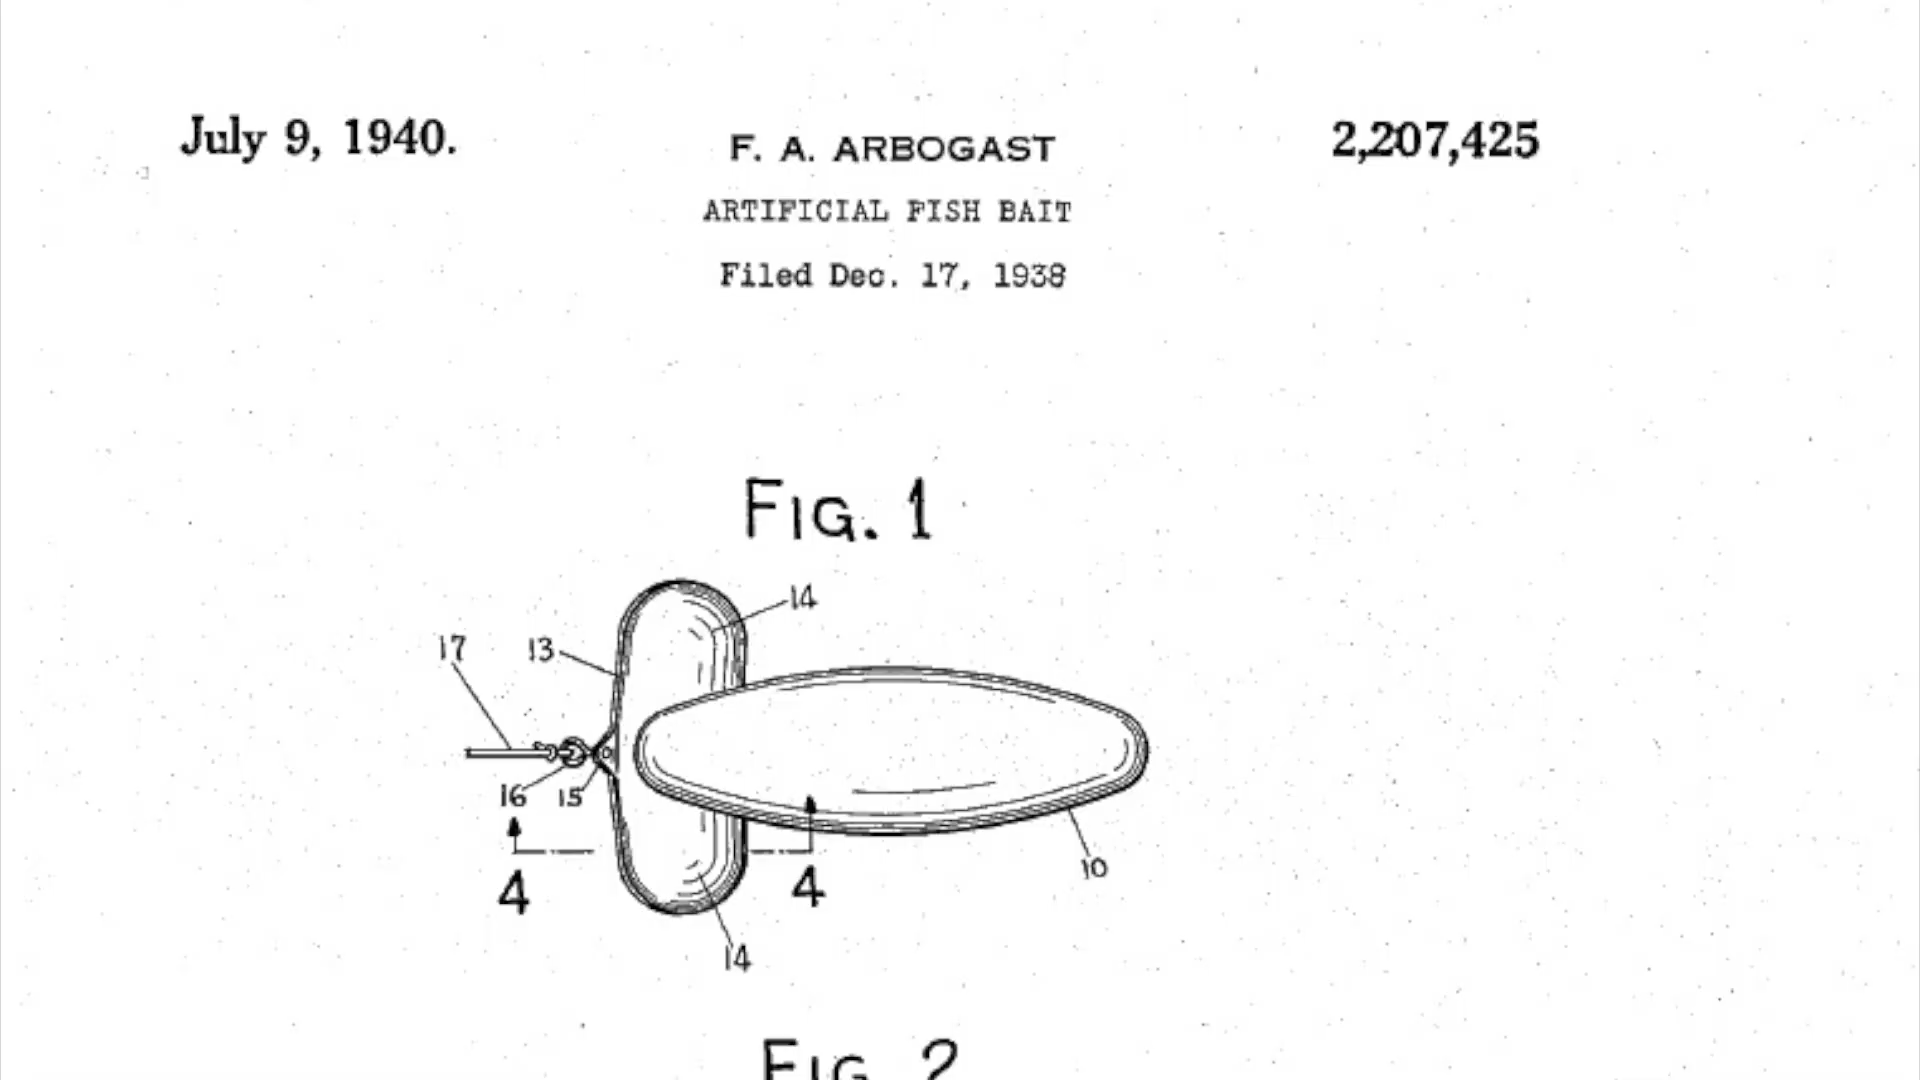 July 9, 1940.
F. A. ARBOGAST
2,207,425
ARTIFICIAL FISH BAIT
Filed Dec. 17, 1938
FIG. 1
14
17
13
16
15
10
4
4
14
FIG. 2